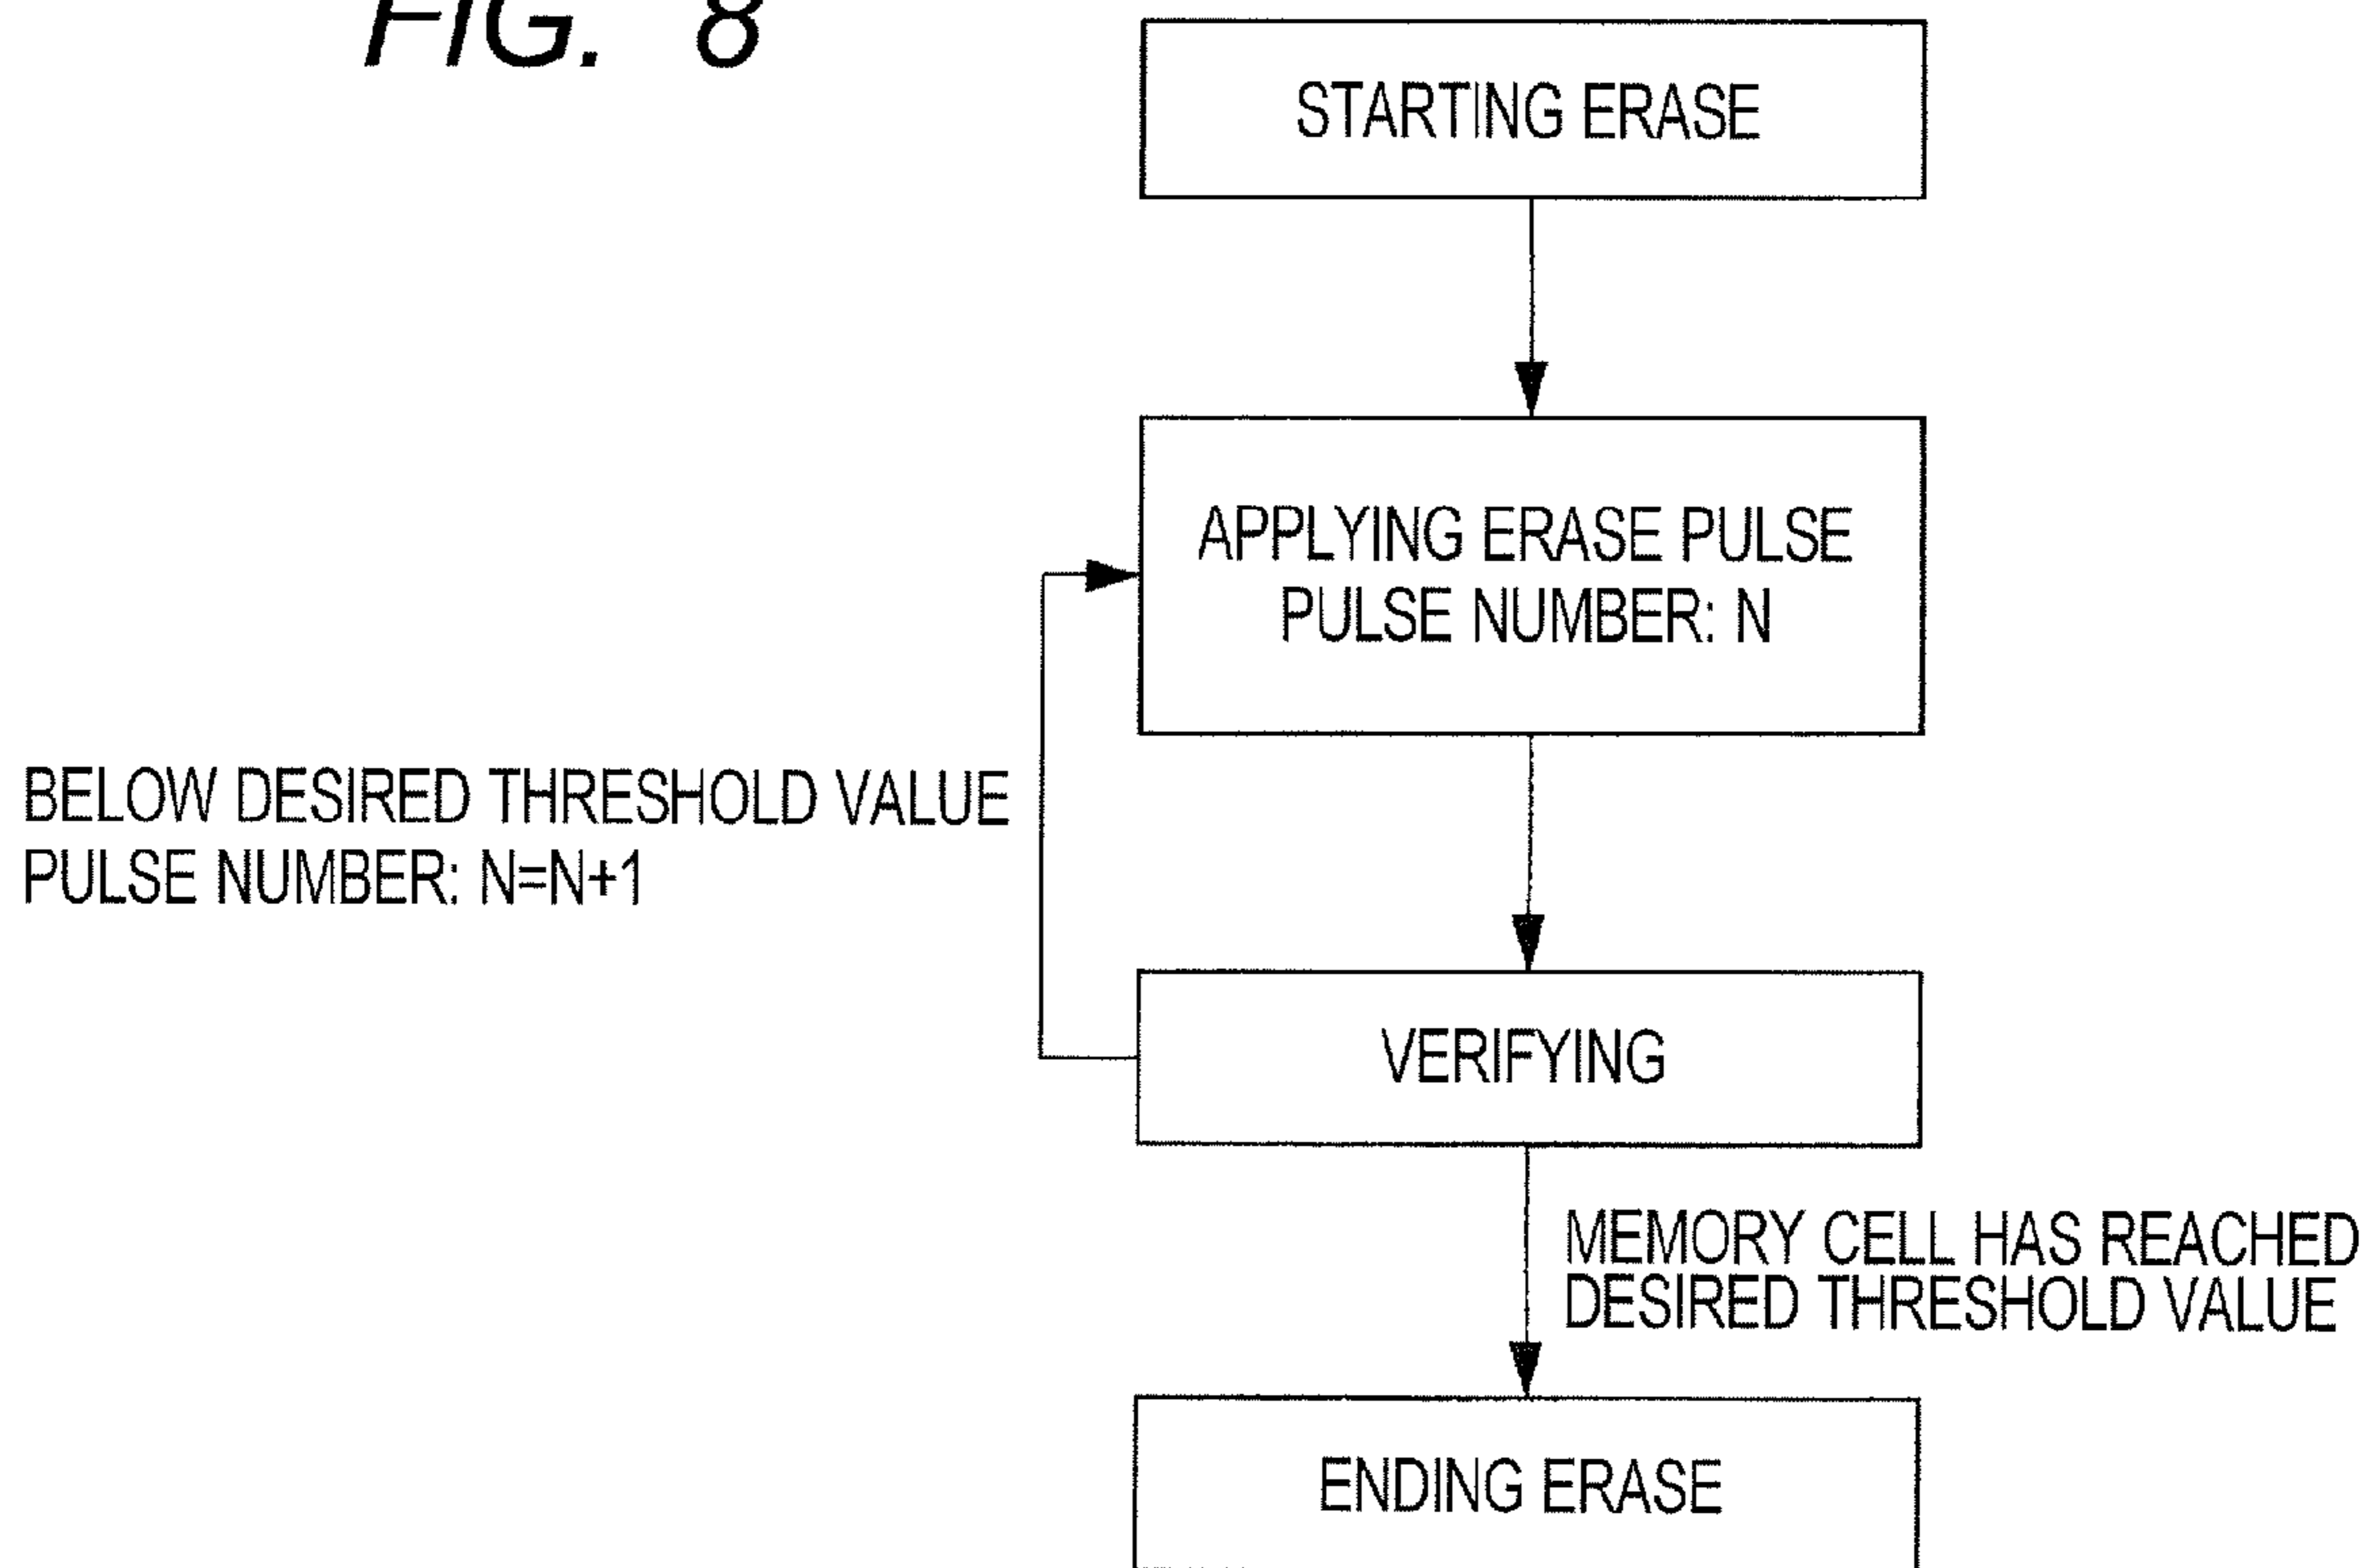 FIG. 8
STARTING ERASE
APPLYING ERASE PULSE
PULSE NUMBER: N
BELOW DESIRED THRESHOLD VALUE
PULSE NUMBER: N=N+1
VERIFYING
MEMORY CELL HAS REACHED
DESIRED THRESHOLD VALUE
ENDING ERASE